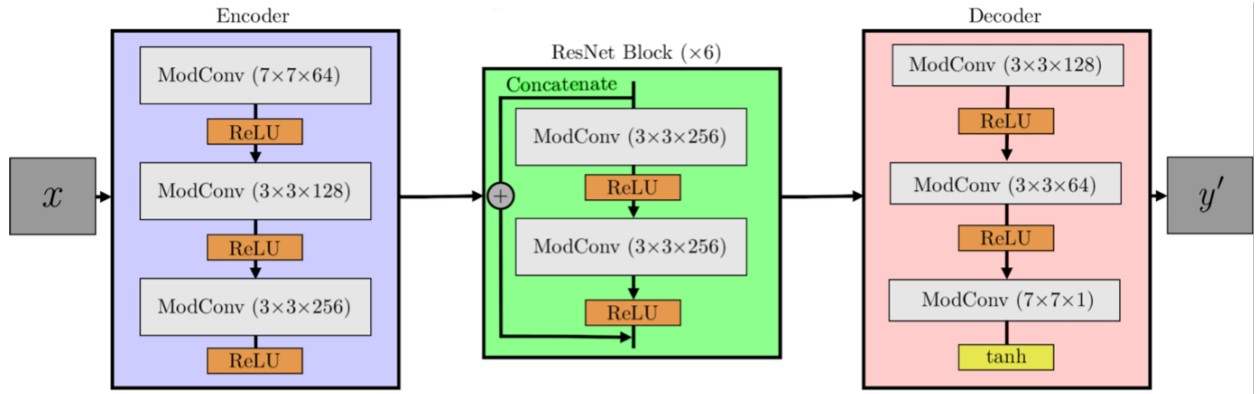 Encoder
ModConv (7×7×64)
ReLU
ModConv (3×3×128)
ReLU
ModConv (3×3×256)
ReLU
x
ResNet Block (×6)
Concatenate
ModConv (3×3×256)
ReLU
+
ModConv (3×3×256)
ReLU
Decoder
ModConv (3×3×128)
ReLU
ModConv (3×3×64)
ReLU
ModConv (7×7×1)
tanh
y′